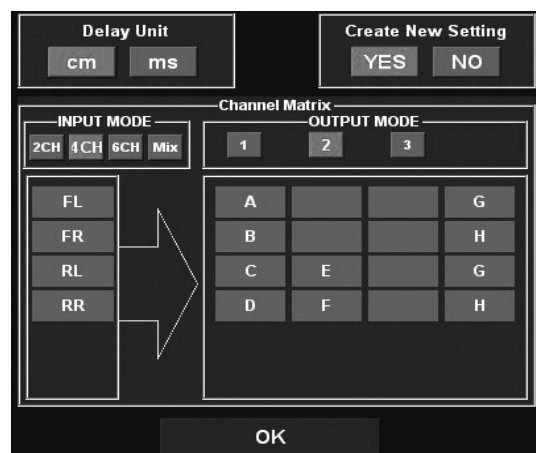 Delay Unit
cm ms
Create New Setting
YES NO
Channel Matrix
INPUT MODE
2CH 4CH 6CH Mix
OUTPUT MODE
1 2 3
FL
FR
RL
RR
A G
B H
C E G
D F H
OK